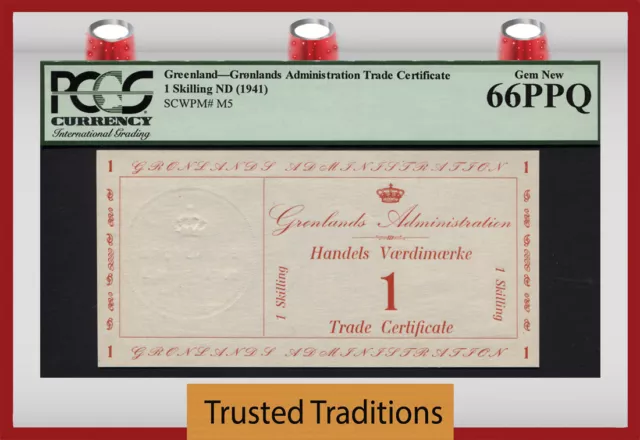 PCGS
CURRENCY
International Grading
Greenland—Grønlands Administration Trade Certificate
1 Skilling ND (1941)
SCWPM# M5
Gem New
66PPQ
1 GRØNLANDS ADMINISTRATION 1
Grønlands Administration
Handels Værdimærke
1
1 Skilling
1 Skilling
Trade Certificate
1 GRØNLANDS ADMINISTRATION 1
Trusted Traditions